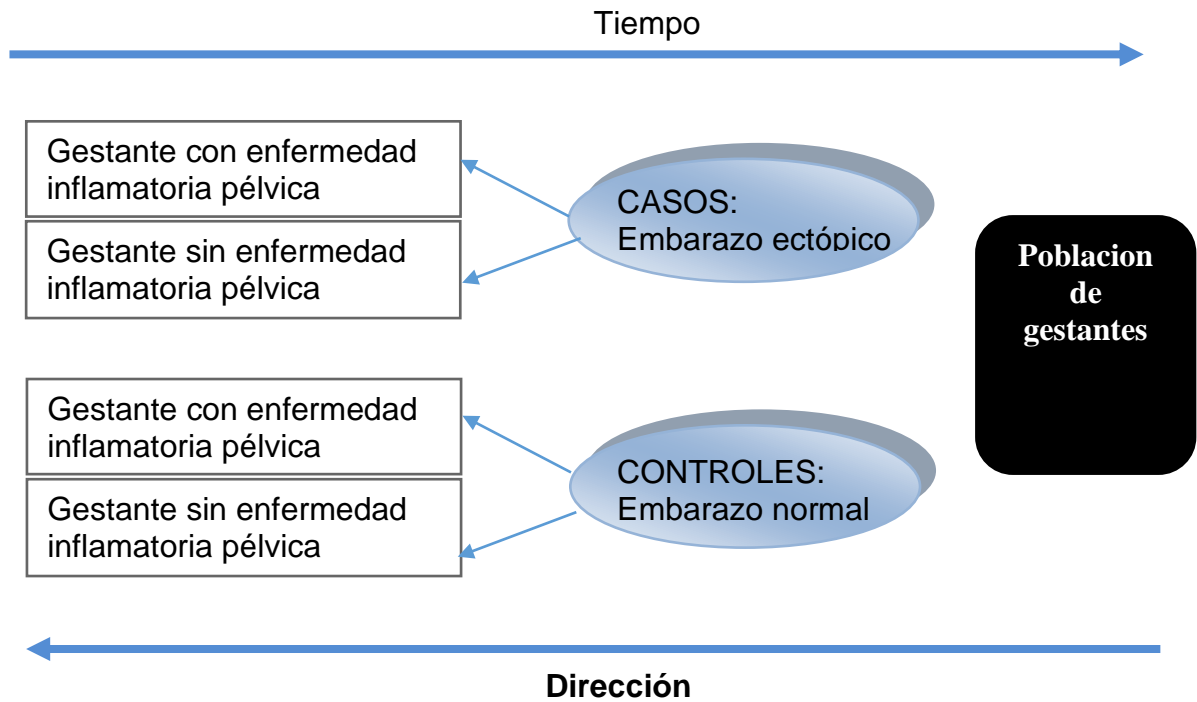 Tiempo
Gestante con enfermedad
inflamatoria pélvica
Gestante sin enfermedad
inflamatoria pélvica
CASOS:
Embarazo ectópico
Poblacion
de
gestantes
Gestante con enfermedad
inflamatoria pélvica
Gestante sin enfermedad
inflamatoria pélvica
CONTROLES:
Embarazo normal
Dirección